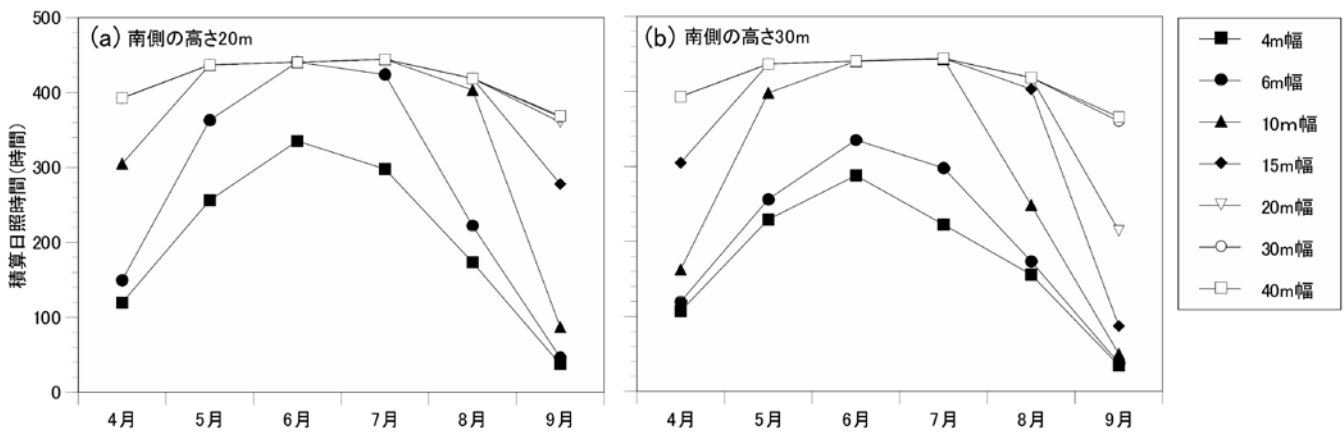 500
400
300
200
100
0
積算日照時間(時間)
(a) 南側の高さ20m
4月 5月 6月 7月 8月 9月
(b) 南側の高さ30m
4月 5月 6月 7月 8月 9月
4m幅
6m幅
10m幅
15m幅
20m幅
30m幅
40m幅